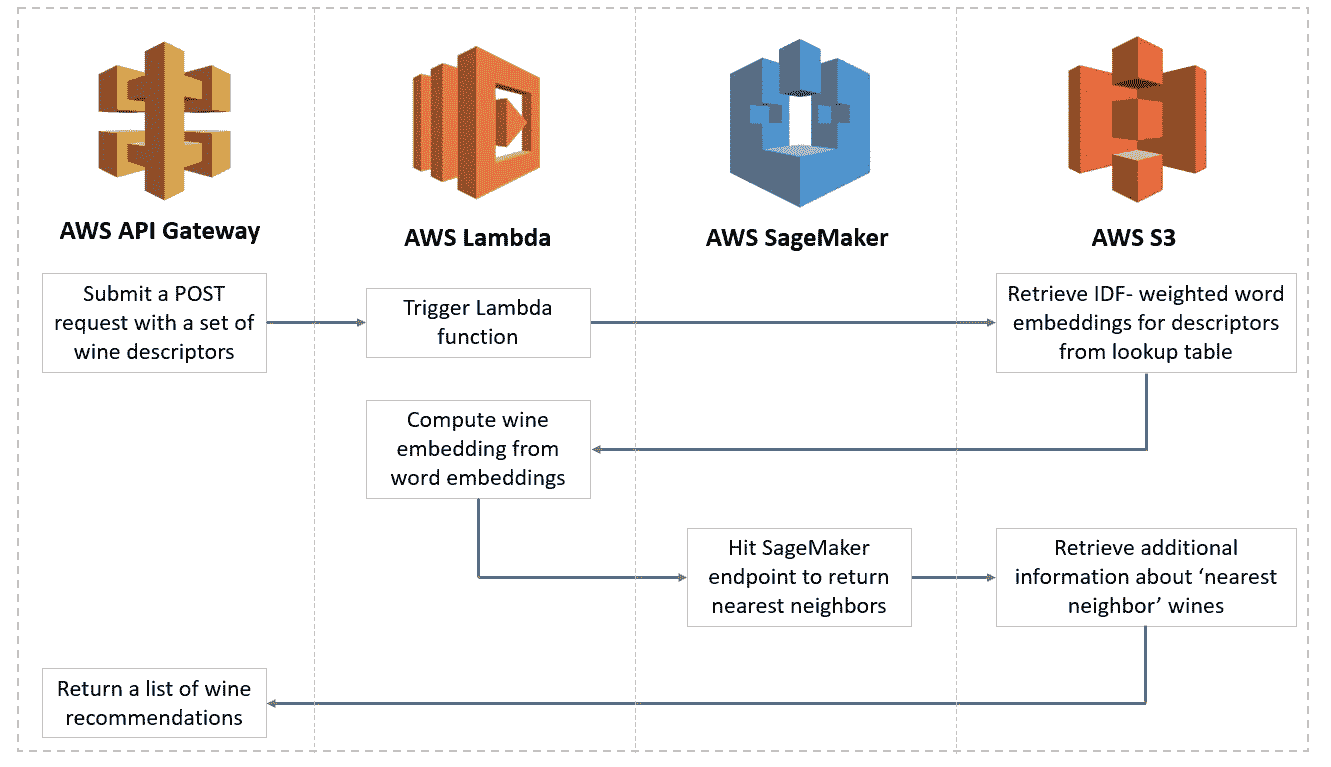 AWS API Gateway
AWS Lambda
AWS SageMaker
AWS S3
Submit a POST
request with a set of
wine descriptors
Trigger Lambda
function
Retrieve IDF- weighted word
embeddings for descriptors
from lookup table
Compute wine
embedding from
word embeddings
Hit SageMaker
endpoint to return
nearest neighbors
Retrieve additional
information about ‘nearest
neighbor’ wines
Return a list of wine
recommendations